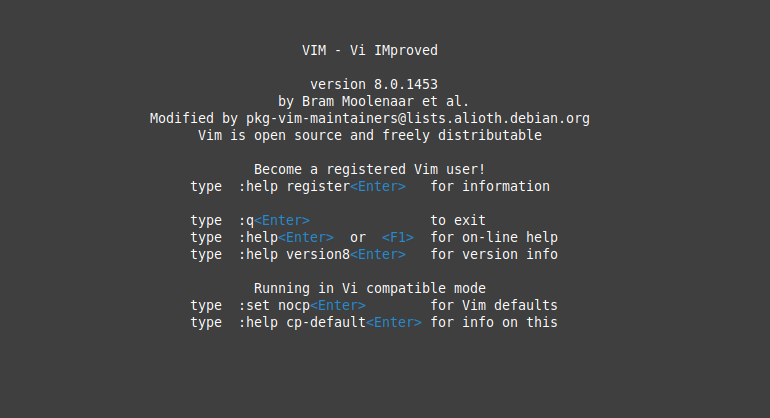 VIM - Vi IMproved
version 8.0.1453
by Bram Moolenaar et al.
Modified by pkg-vim-maintainers@lists.alioth.debian.org
Vim is open source and freely distributable
Become a registered Vim user!
type  :help register<Enter>   for information
type  :q<Enter>               to exit
type  :help<Enter>  or  <F1>  for on-line help
type  :help version8<Enter>   for version info
Running in Vi compatible mode
type  :set nocp<Enter>        for Vim defaults
type  :help cp-default<Enter> for info on this